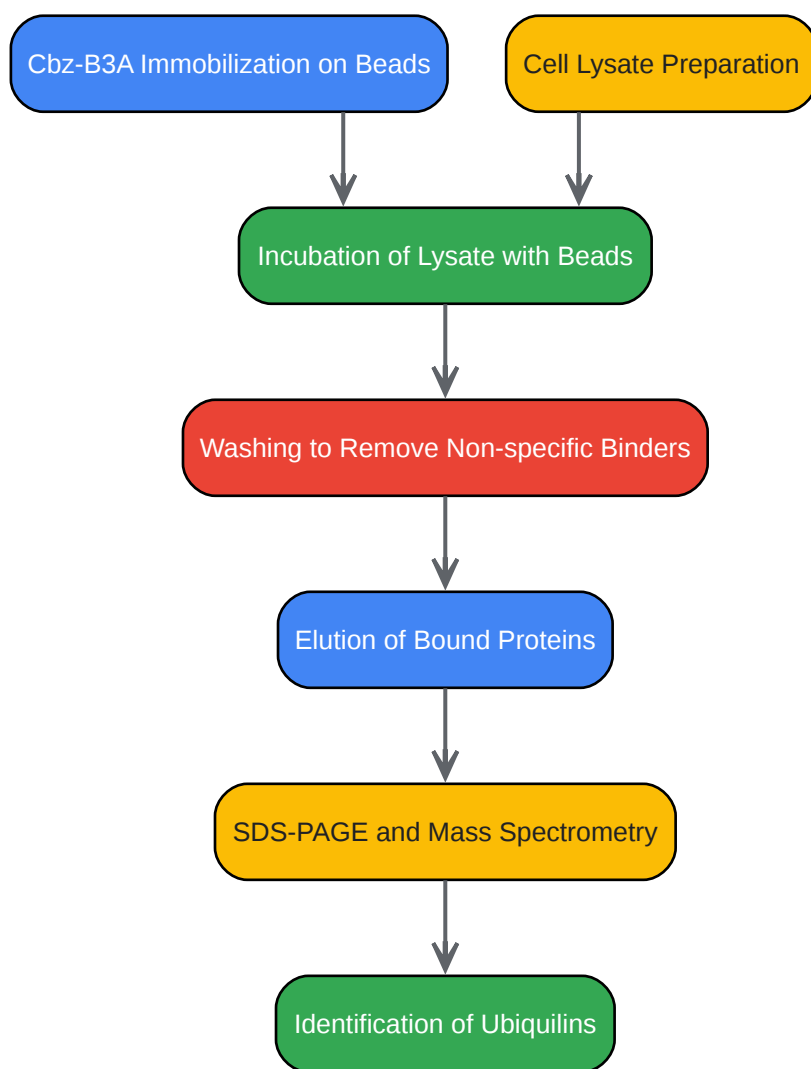 Cbz-B3A Immobilization on Beads
Cell Lysate Preparation
Incubation of Lysate with Beads
Washing to Remove Non-specific Binders
Elution of Bound Proteins
SDS-PAGE and Mass Spectrometry
Identification of Ubiquilins